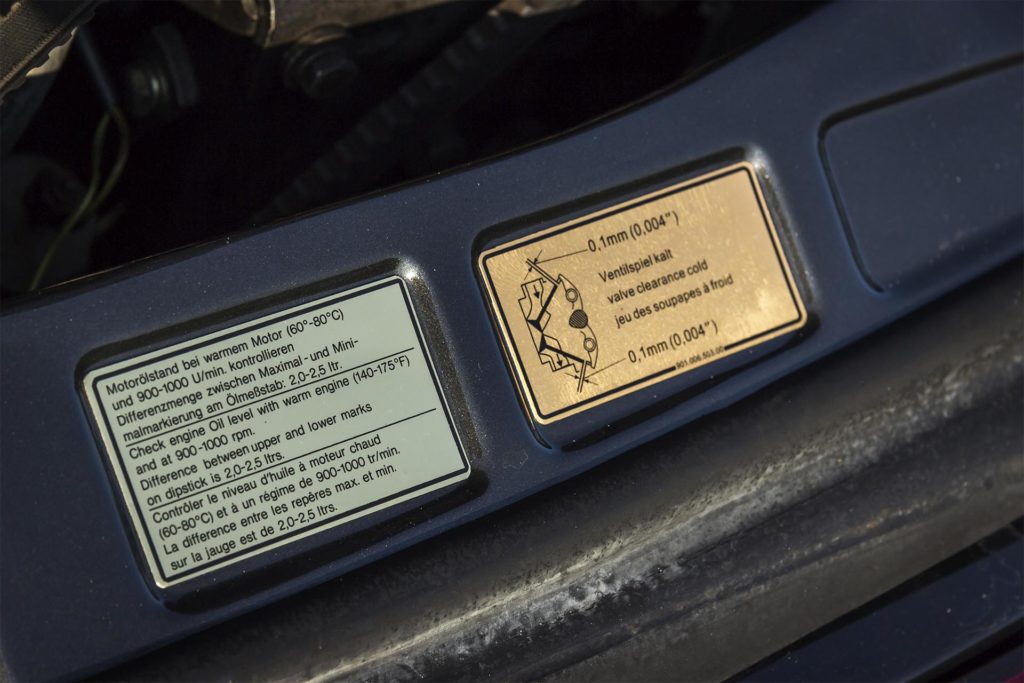 Motorölstand bei warmem Motor (60°-80°C)
und 900-1000 U/min. kontrollieren
Differenzmenge zwischen Maximal- und Mini-
malmarkierung am Ölmeßstab: 2,0-2,5 ltr.
Check engine Oil level with warm engine (140-175°F)
and at 900-1000 rpm.
Difference between upper and lower marks
on dipstick is 2,0-2,5 ltrs.
Contrôler le niveau d'huile à moteur chaud
(60-80°C) et à un régime de 900-1000 tr/min.
La difference entre les repères max. et min.
sur la jauge est de 2,0-2,5 ltrs.
0,1mm (0,004")
Ventilspiel kalt
valve clearance cold
jeu des soupapes à froid
0,1mm (0,004")
901.006.503.00